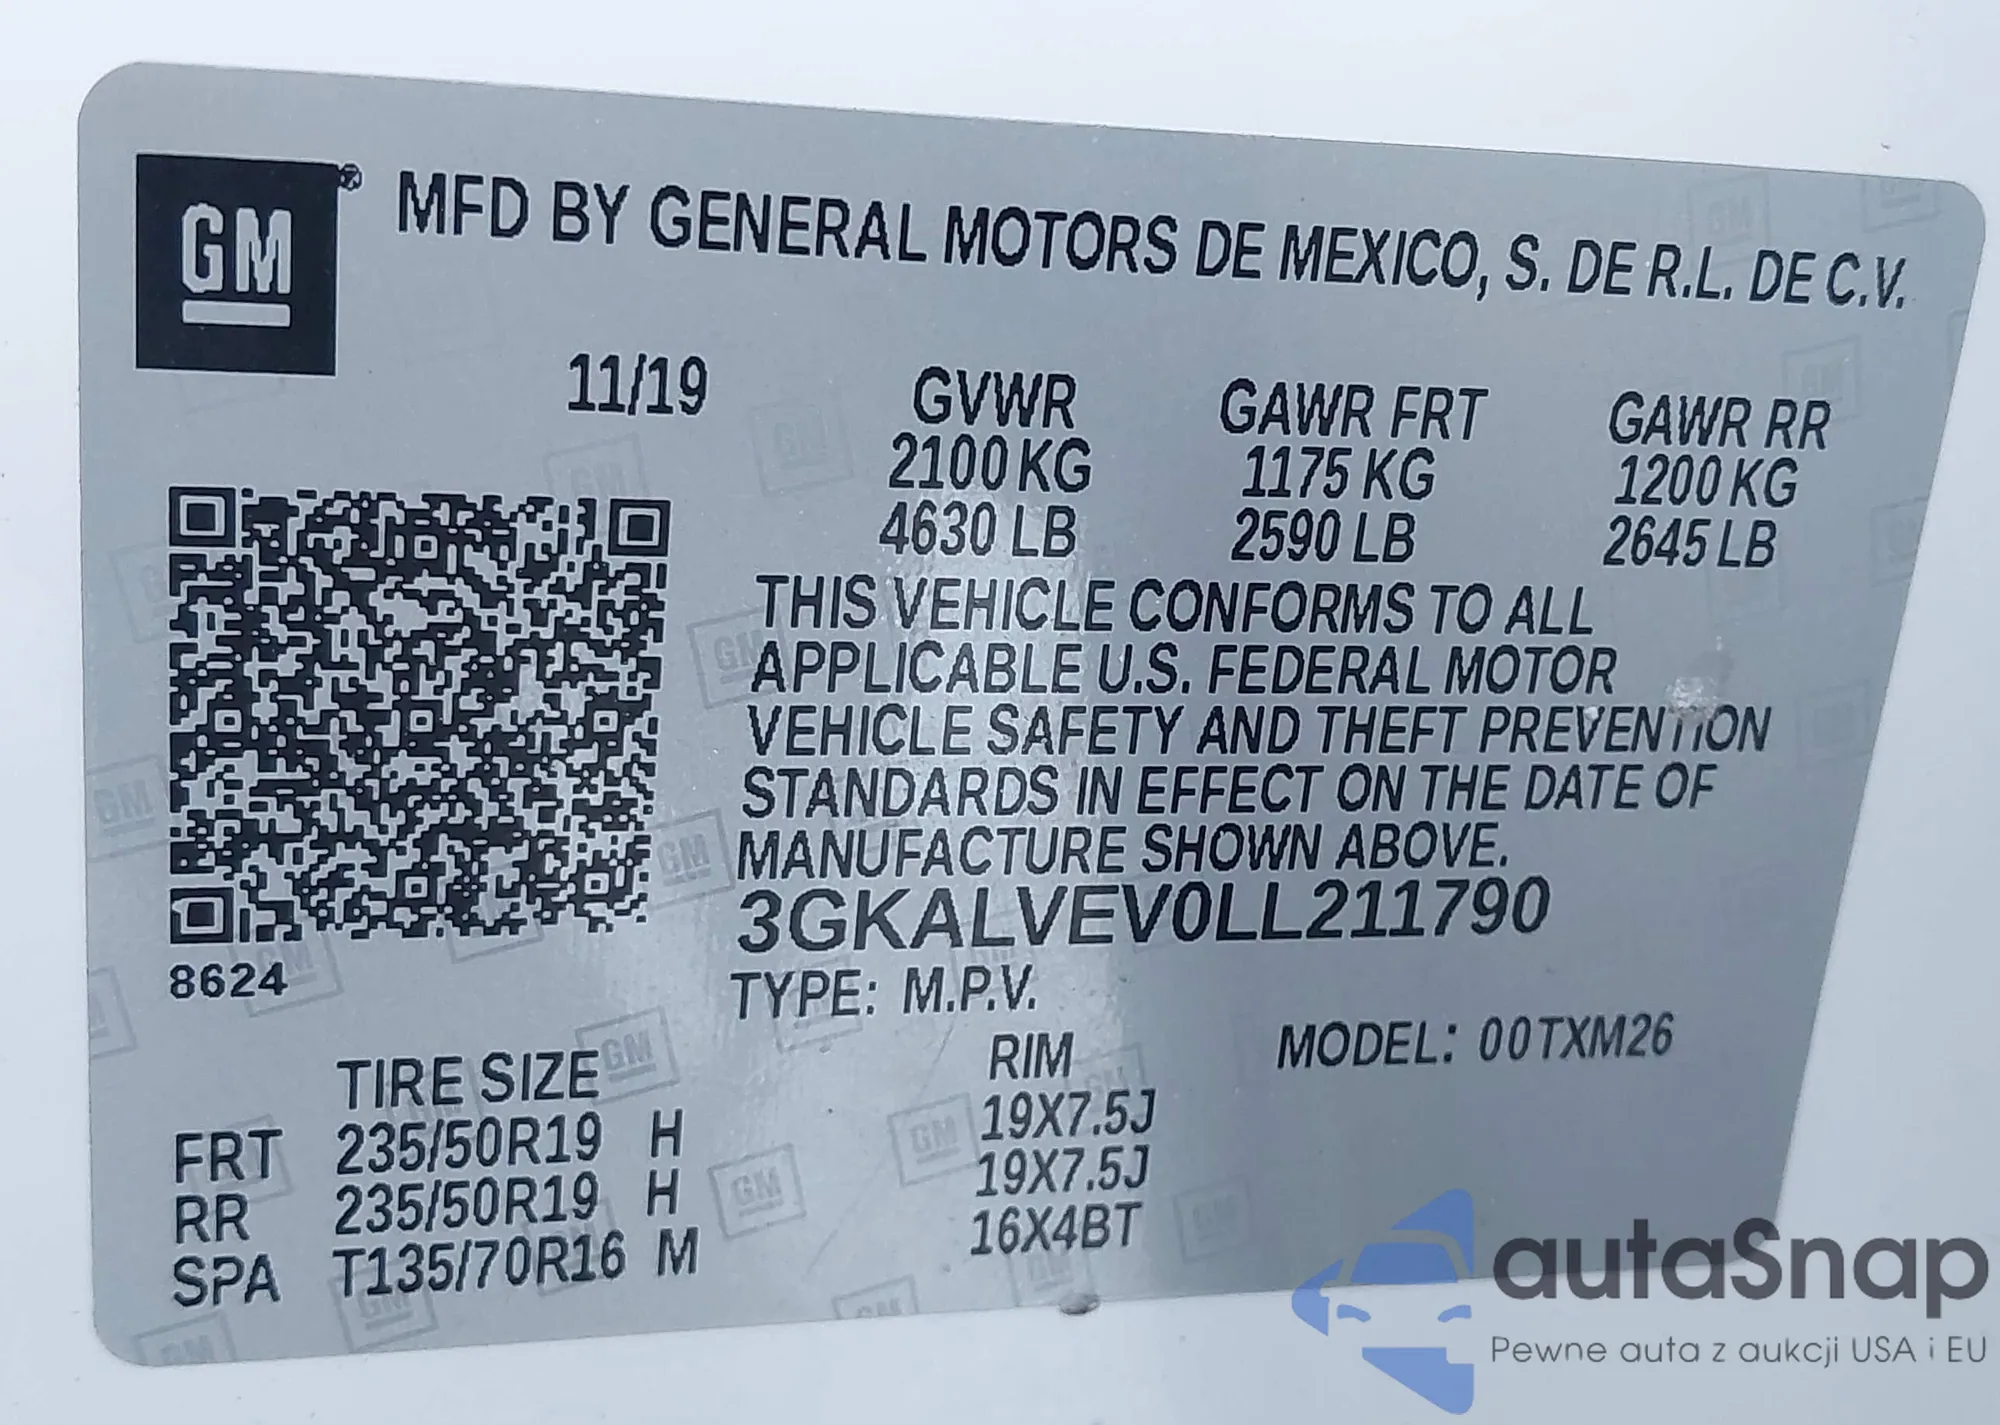 GM®
MFD BY GENERAL MOTORS DE MEXICO, S. DE R.L. DE C.V.
11/19
GVWR GAWR FRT GAWR RR
2100 KG 1175 KG 1200 KG
4630 LB 2590 LB 2645 LB
THIS VEHICLE CONFORMS TO ALL
APPLICABLE U.S. FEDERAL MOTOR
VEHICLE SAFETY AND THEFT PREVENTION
STANDARDS IN EFFECT ON THE DATE OF
MANUFACTURE SHOWN ABOVE.
3GKALVEV0LL211790
8624
TYPE: M.P.V.
MODEL: 00TXM26
TIRE SIZE RIM
FRT 235/50R19 H 19X7.5J
RR 235/50R19 H 19X7.5J
SPA T135/70R16 M 16X4BT
autaSnap
Pewne auta z aukcji USA i EU